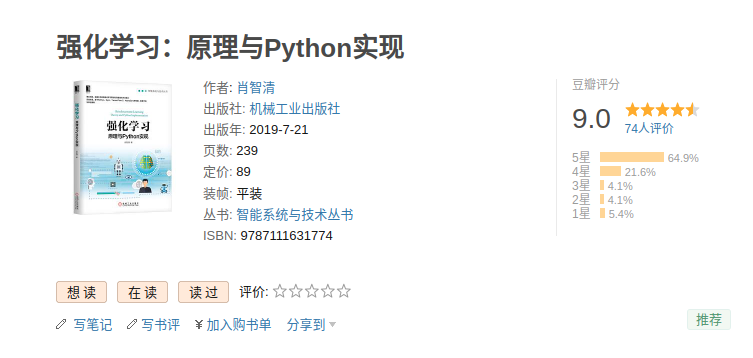 强化学习：原理与Python实现
强化学习
原理与Python实现
作者: 肖智清
出版社: 机械工业出版社
出版年: 2019-7-21
页数: 239
定价: 89
装帧: 平装
丛书: 智能系统与技术丛书
ISBN: 9787111631774
豆瓣评分
9.0
74人评价
5星 64.9%
4星 21.6%
3星 4.1%
2星 4.1%
1星 5.4%
想读 在读 读过 评价:
写笔记 写书评 ¥加入购书单 分享到
推荐